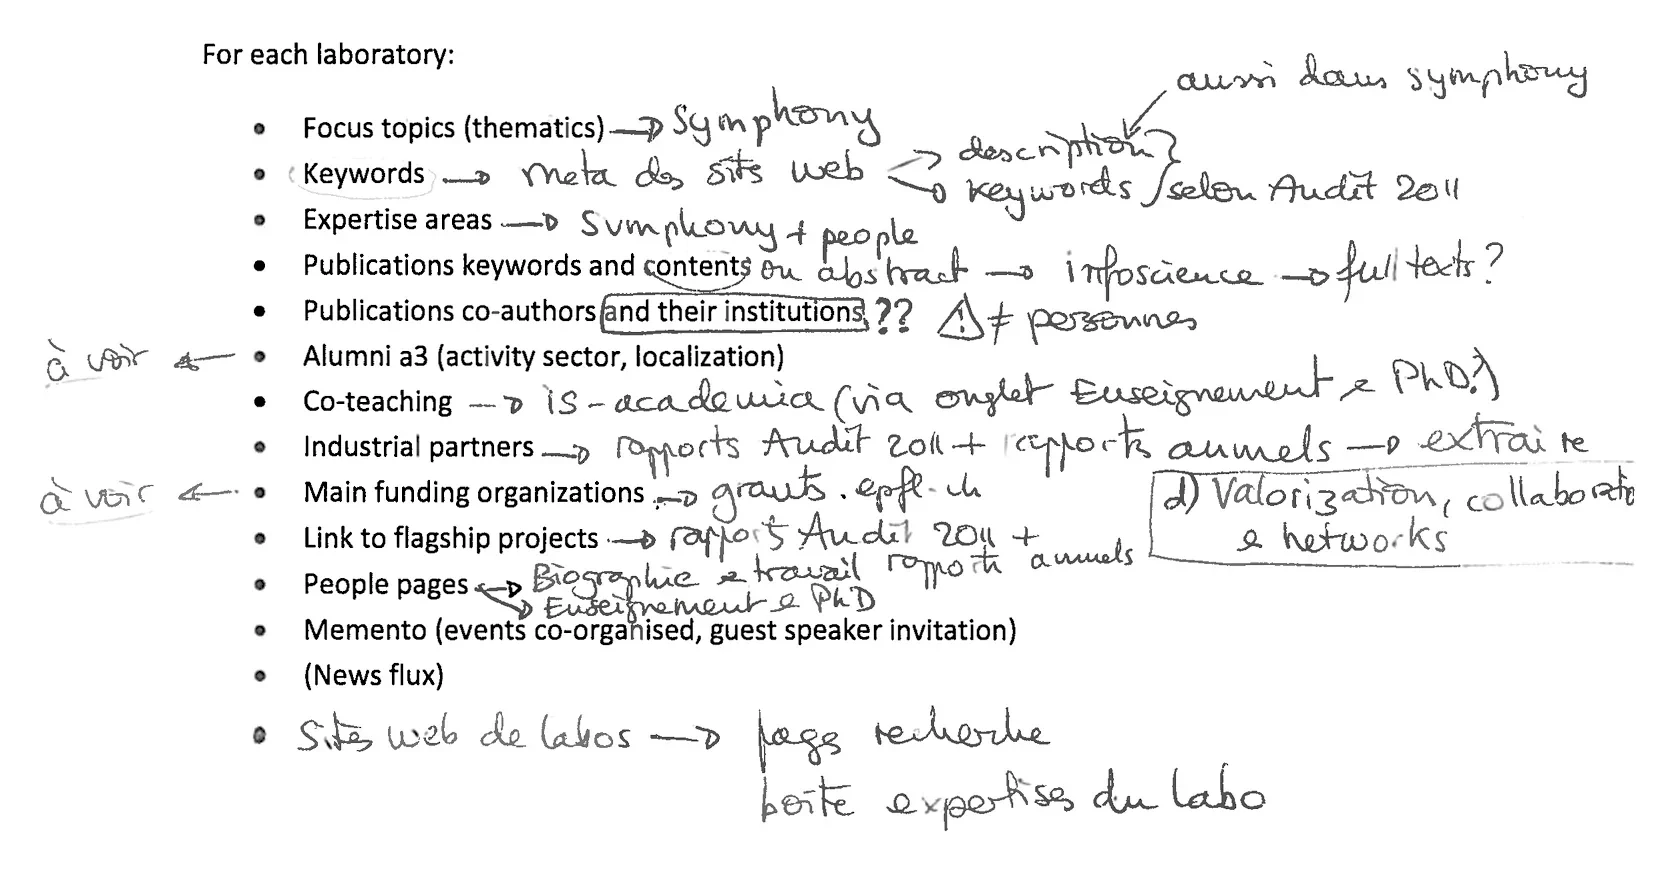 For each laboratory:
aussi dans symphony
• Focus topics (thematics) → Symphony
• Keywords → meta des sites web → description
→ keywords } selon Audit 2011
• Expertise areas → Symphony + people
• Publications keywords and contents ou abstract → infoscience → full texts?
• Publications co-authors and their institutions ?? ⚠ ≠ personnes
à voir ← • Alumni a3 (activity sector, localization)
• Co-teaching → is-academia (via onglet Enseignement & PhD?)
• Industrial partners → rapports Audit 2011 + rapports annuels → extraire
à voir ← • Main funding organizations → grants.epfl.ch
d) Valorization, collaboratio
& networks
• Link to flagship projects → rapports Audit 2011 +
rapports annuels
• People pages → Biographie & travail
→ Enseignement & PhD
• Memento (events co-organised, guest speaker invitation)
• (News flux)
• Sites web de labos → page recherche
boîte expertises du labo